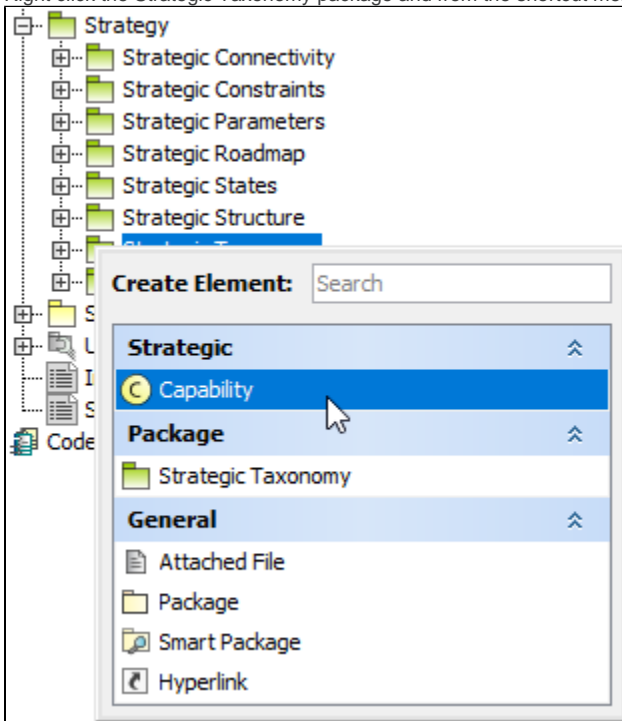 Right click the Strategic Taxonomy package and from the shortcut
Strategy
Strategic Connectivity
Strategic Constraints
Strategic Parameters
Strategic Roadmap
Strategic States
Strategic Structure
Create Element: Search
Strategic
C Capability
Package
Strategic Taxonomy
General
Attached File
Package
Smart Package
Hyperlink
S
U
I
S
Code